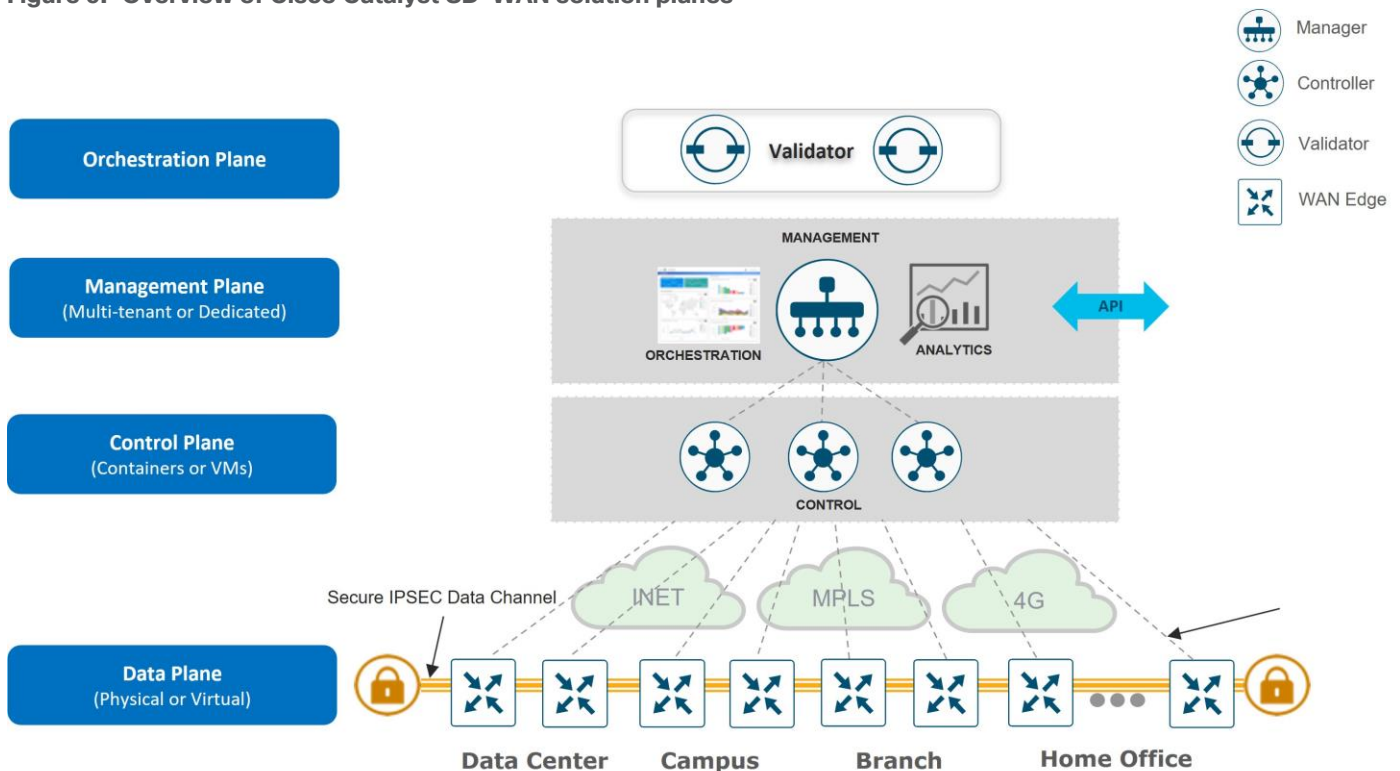 Manager
Controller
Validator
WAN Edge
Orchestration Plane
Validator
Management Plane
(Multi-tenant or Dedicated)
MANAGEMENT
ORCHESTRATION
ANALYTICS
API
Control Plane
(Containers or VMs)
CONTROL
INET
MPLS
4G
Secure IPSEC Data Channel
Data Plane
(Physical or Virtual)
Data Center
Campus
Branch
Home Office